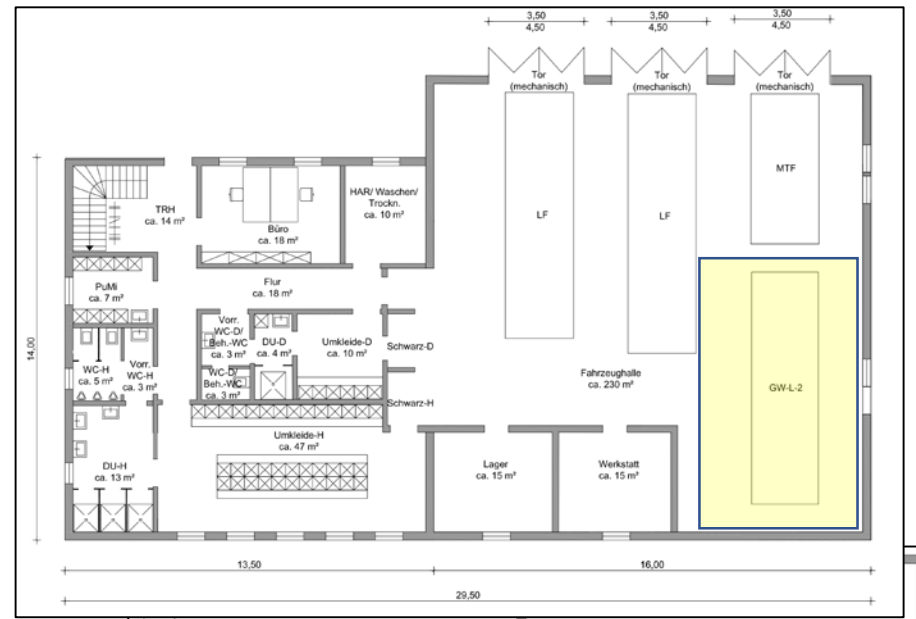 3,50
4,50
3,50
4,50
3,50
4,50
Tor
(mechanisch)
Tor
(mechanisch)
Tor
(mechanisch)
MTF
LF
LF
TRH
ca. 14 m²
Büro
ca. 18 m²
HAR/ Waschen/
Trockn.
ca. 10 m²
PuMi
ca. 7 m²
Flur
ca. 18 m²
Vorr.
WC-D/
Beh.-WC
ca. 3 m²
DU-D
ca. 4 m²
Umkleide-D
ca. 10 m²
Schwarz-D
14,00
WC-H
ca. 5 m²
Vorr.
WC-H
ca. 3 m²
WC-D/
Beh.-WC
ca. 3 m²
Fahrzeughalle
ca. 230 m²
GW-L-2
Schwarz-H
Umkleide-H
ca. 47 m²
DU-H
ca. 13 m²
Lager
ca. 15 m²
Werkstatt
ca. 15 m²
13,50
16,00
29,50